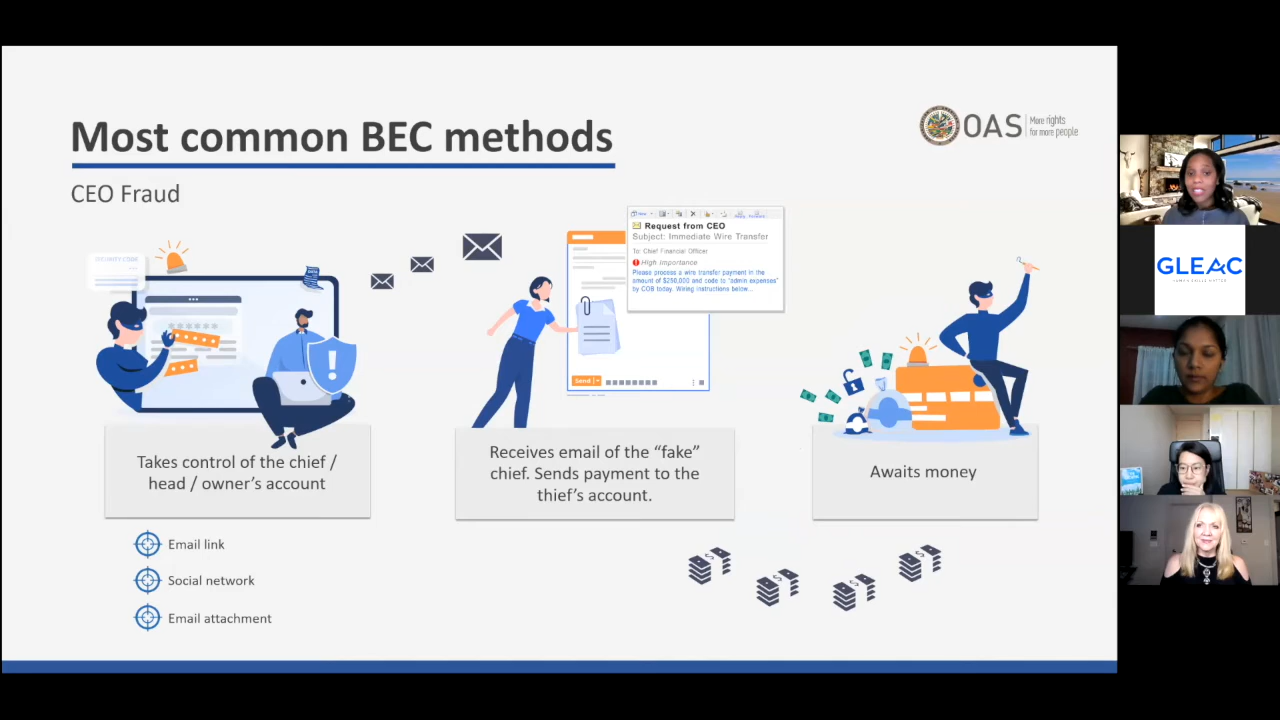 Most common BEC methods
OAS
More rights
for more people
CEO Fraud
Request from CEO
Subject: Immediate Wire Transfer
To: Chief Financial Officer
High Importance
Please process a wire transfer payment in the
amount of $250,000 and code to "admin expenses"
by COB today. Wiring instructions below...
Send
Takes control of the chief /
head / owner's account
Receives email of the “fake”
chief. Sends payment to the
thief's account.
Awaits money
Email link
Social network
Email attachment
GLEAC
HUMAN SKILLS MATTER